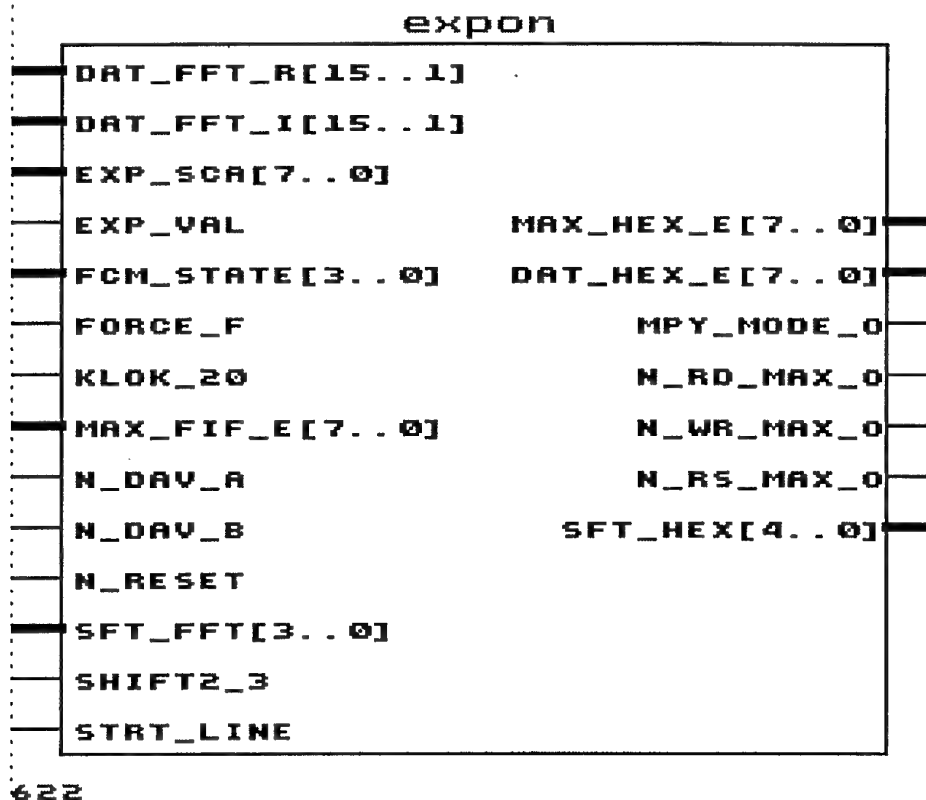 expon
DAT_FFT_R[15..1]
DAT_FFT_I[15..1]
EXP_SCA[7..0]
EXP_VAL MAX_HEX_E[7..0]
FCM_STATE[3..0] DAT_HEX_E[7..0]
FORCE_F MPY_MODE_O
KLOK_20 N_RD_MAX_O
MAX_FIF_E[7..0] N_WR_MAX_O
N_DAV_A N_RS_MAX_O
N_DAV_B SFT_HEX[4..0]
N_RESET
SFT_FFT[3..0]
SHIFT2_3
STRT_LINE
622